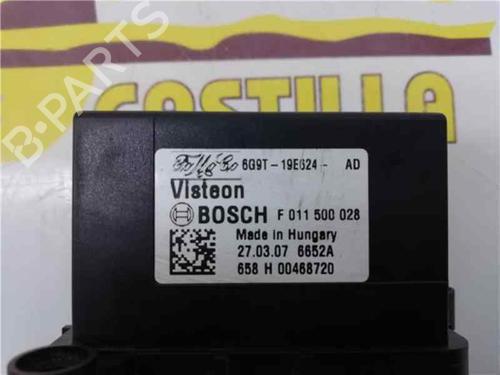 CASTILLA
B-PARTS
6G9T-19E624- AD
Visteon
BOSCH F 011 500 028
Made in Hungary
27.03.07 6652A
658 H 00468720